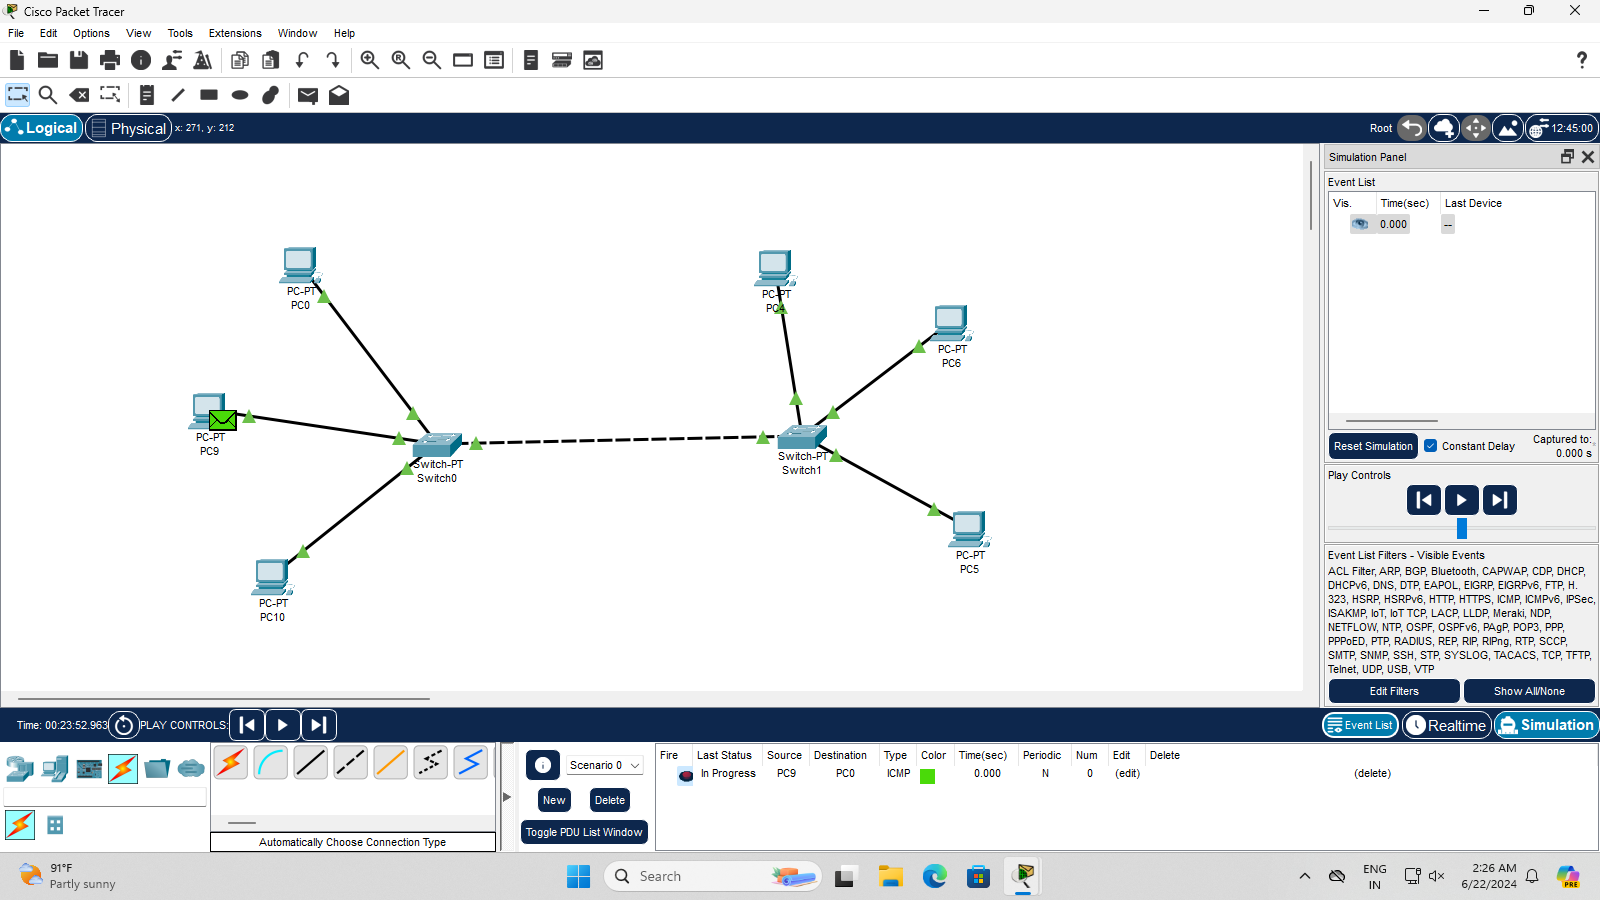 Cisco Packet Tracer
File Edit Options View Tools Extensions Window Help
Logical Physical x: 271, y: 212 Root 12:45:00
Simulation Panel
Event List
Vis. Time(sec) Last Device
0.000 --
PC-PT
PC0
PC-PT
PC4
PC-PT
PC6
PC-PT
PC9
Switch-PT
Switch0
Switch-PT
Switch1
PC-PT
PC5
PC-PT
PC10
Reset Simulation Constant Delay Captured to:
0.000 s
Play Controls
Event List Filters - Visible Events
ACL Filter, ARP, BGP, Bluetooth, CAPWAP, CDP, DHCP,
DHCPv6, DNS, DTP, EAPOL, EIGRP, EIGRPv6, FTP, H.
323, HSRP, HSRPv6, HTTP, HTTPS, ICMP, ICMPv6, IPSec,
ISAKMP, IoT, IoT TCP, LACP, LLDP, Meraki, NDP,
NETFLOW, NTP, OSPF, OSPFv6, PAgP, POP3, PPP,
PPPoED, PTP, RADIUS, REP, RIP, RIPng, RTP, SCCP,
SMTP, SNMP, SSH, STP, SYSLOG, TACACS, TCP, TFTP,
Telnet, UDP, USB, VTP
Edit Filters Show All/None
Time: 00:23:52.963 PLAY CONTROLS: Event List Realtime Simulation
Scenario 0
New Delete
Toggle PDU List Window
Fire Last Status Source Destination Type Color Time(sec) Periodic Num Edit Delete
In Progress PC9 PC0 ICMP 0.000 N 0 (edit) (delete)
Automatically Choose Connection Type
91°F
Partly sunny
Search
ENG
IN
2:26 AM
6/22/2024
PRE